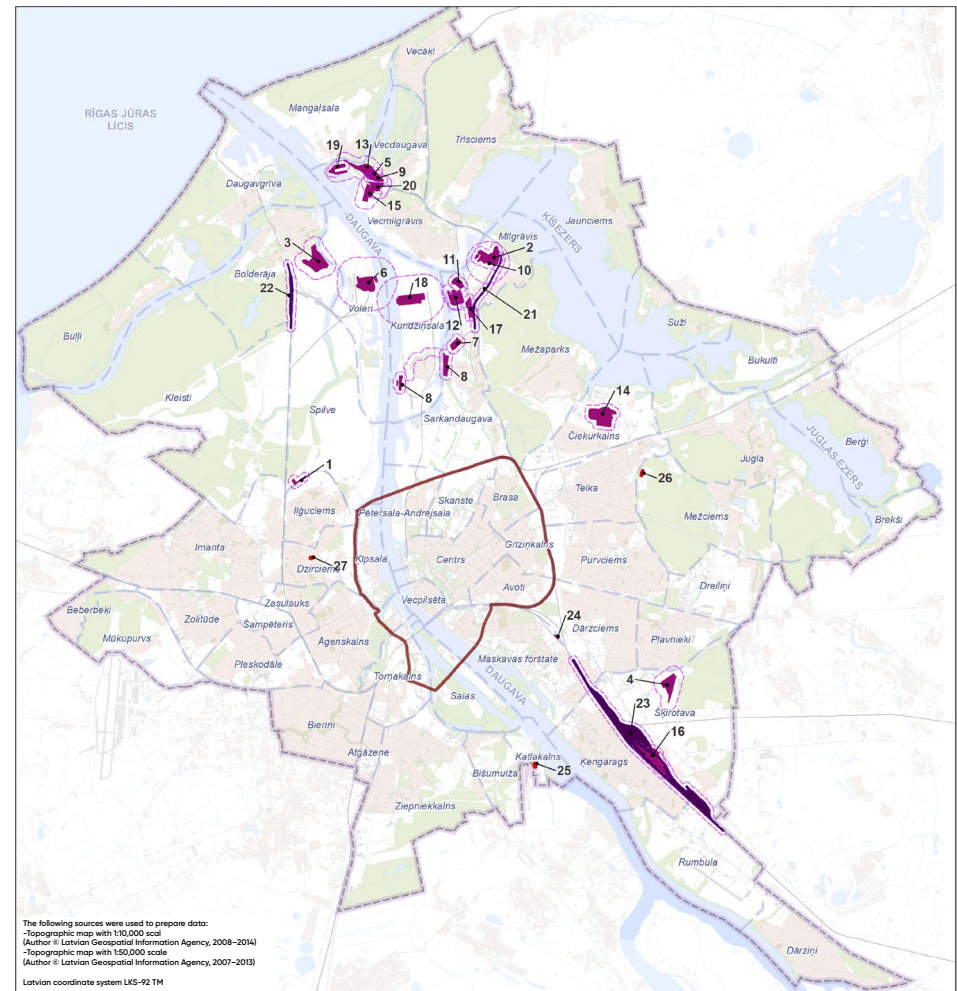 Vecāķi
RĪGAS JŪRAS
LĪCIS
Mangaļsala
Vecdaugava
Trīsciems
19
13
5
9
20
15
Daugavgrīva
DAUGAVA
Vecmīlgrāvis
ĶĪŠEZERS
Jaunciems
Mīlgrāvis
2
3
10
11
Bolderāja
6
18
22
21
Voleri
Kundziņsala
12
17
Suži
Buļļi
7
Mežaparks
8
8
Bukulti
Kleisti
14
Spilve
Sarkandaugava
Čiekurkalns
JUGLAS EZERS
Berģi
1
Jugla
26
Iļģuciems
Skanste
Brasa
Teika
Pētersala-Andrejsala
Mežciems
Brekši
Imanta
Grīziņkalns
Ķīpsala
Centrs
Purvciems
27
Dzirciems
Avoti
Dreiliņi
Beberbeķi
Zasulauks
Vecpilsēta
Zolitūde
Šampēteris
24
Dārzciems
Mūkupurvs
Āgenskalns
Pļavnieki
Pleskodāle
Maskavas forštate
DAUGAVA
Torņakalns
4
Salas
23
Šķirotava
Bieriņi
16
Atgāzene
Katlakalns
Ķengarags
25
Bišumuiža
Ziepniekkalns
Rumbula
Dārziņi
The following sources were used to prepare data:
-Topographic map with 1:10,000 scal
(Author © Latvian Geospatial Information Agency, 2008–2014)
-Topographic map with 1:50,000 scale
(Author © Latvian Geospatial Information Agency, 2007–2013)
Latvian coordinate system LKS-92 TM